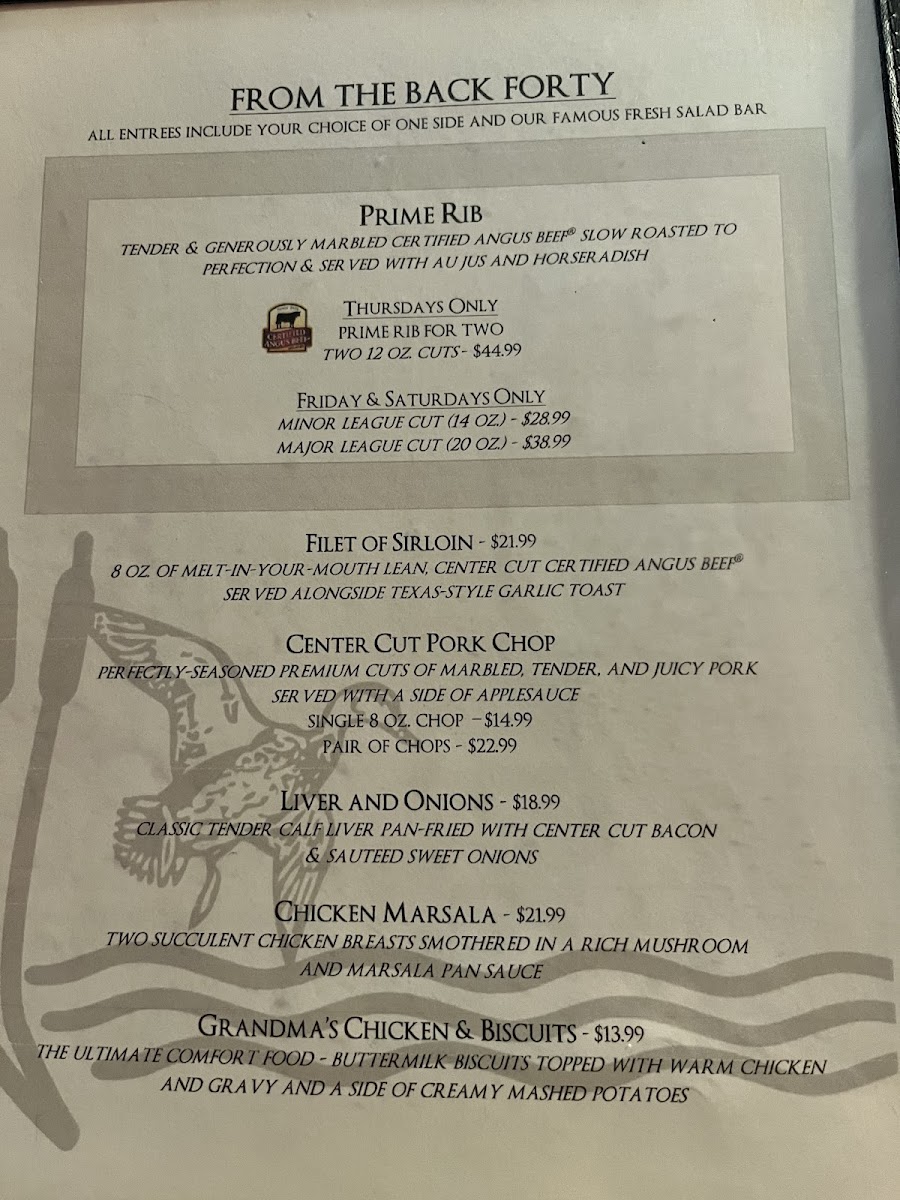 FROM THE BACK FORTY
ALL ENTREES INCLUDE YOUR CHOICE OF ONE SIDE AND OUR FAMOUS FRESH SALAD BAR
PRIME RIB
TENDER & GENEROUSLY MARBLED CERTIFIED ANGUS BEEF® SLOW ROASTED TO
PERFECTION & SERVED WITH AU JUS AND HORSERADISH
CERTIFIED
ANGUS BEEF
THURSDAYS ONLY
PRIME RIB FOR TWO
TWO 12 OZ. CUTS - $44.99
FRIDAY & SATURDAYS ONLY
MINOR LEAGUE CUT (14 OZ.) - $28.99
MAJOR LEAGUE CUT (20 OZ.) - $38.99
FILET OF SIRLOIN - $21.99
8 OZ. OF MELT-IN-YOUR-MOUTH LEAN, CENTER CUT CERTIFIED ANGUS BEEF®
SERVED ALONGSIDE TEXAS-STYLE GARLIC TOAST
CENTER CUT PORK CHOP
PERFECTLY-SEASONED PREMIUM CUTS OF MARBLED, TENDER, AND JUICY PORK
SERVED WITH A SIDE OF APPLESAUCE
SINGLE 8 OZ. CHOP – $14.99
PAIR OF CHOPS - $22.99
LIVER AND ONIONS - $18.99
CLASSIC TENDER CALF LIVER PAN-FRIED WITH CENTER CUT BACON
& SAUTEED SWEET ONIONS
CHICKEN MARSALA - $21.99
TWO SUCCULENT CHICKEN BREASTS SMOTHERED IN A RICH MUSHROOM
AND MARSALA PAN SAUCE
GRANDMA'S CHICKEN & BISCUITS - $13.99
THE ULTIMATE COMFORT FOOD - BUTTERMILK BISCUITS TOPPED WITH WARM CHICKEN
AND GRAVY AND A SIDE OF CREAMY MASHED POTATOES